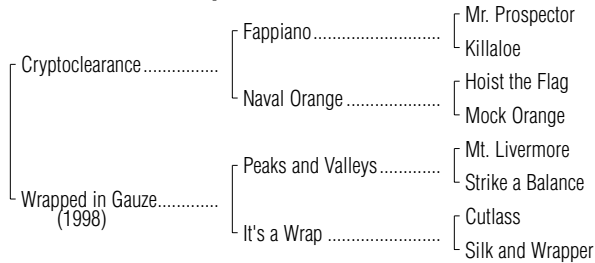 Mr. Prospector
Fappiano.....................
Killaloe
Cryptoclearance...............
Hoist the Flag
Naval Orange ...................
Mock Orange
Mt. Livermore
Peaks and Valleys.............
Strike a Balance
Wrapped in Gauze............
(1998)
Cutlass
It's a Wrap .......................
Silk and Wrapper